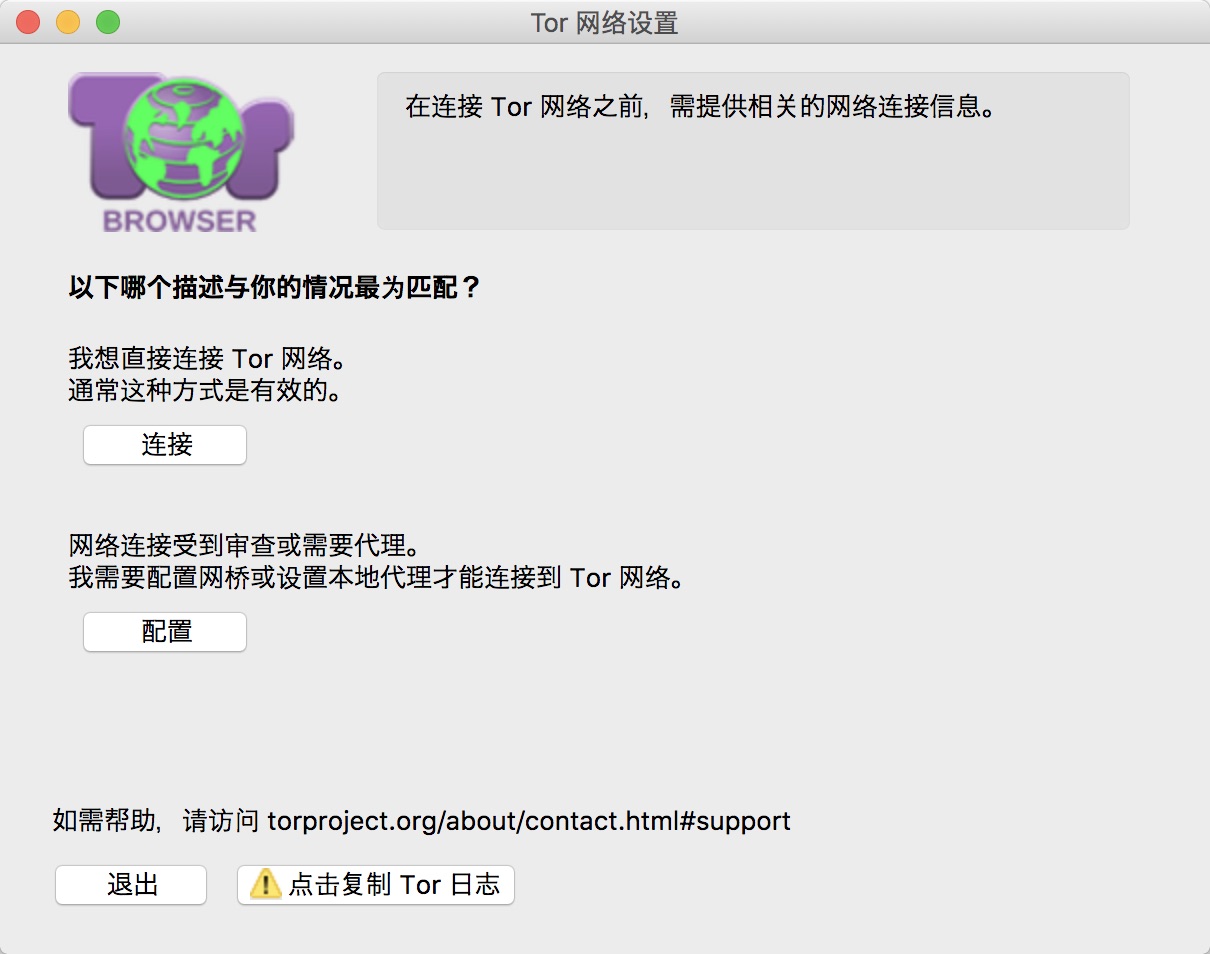 Tor 网络设置
Tor
BROWSER
在连接 Tor 网络之前，需提供相关的网络连接信息。
以下哪个描述与你的情况最为匹配？
我想直接连接 Tor 网络。
通常这种方式是有效的。
连接
网络连接受到审查或需要代理。
我需要配置网桥或设置本地代理才能连接到 Tor 网络。
配置
如需帮助，请访问 torproject.org/about/contact.html#support
退出
点击复制 Tor 日志